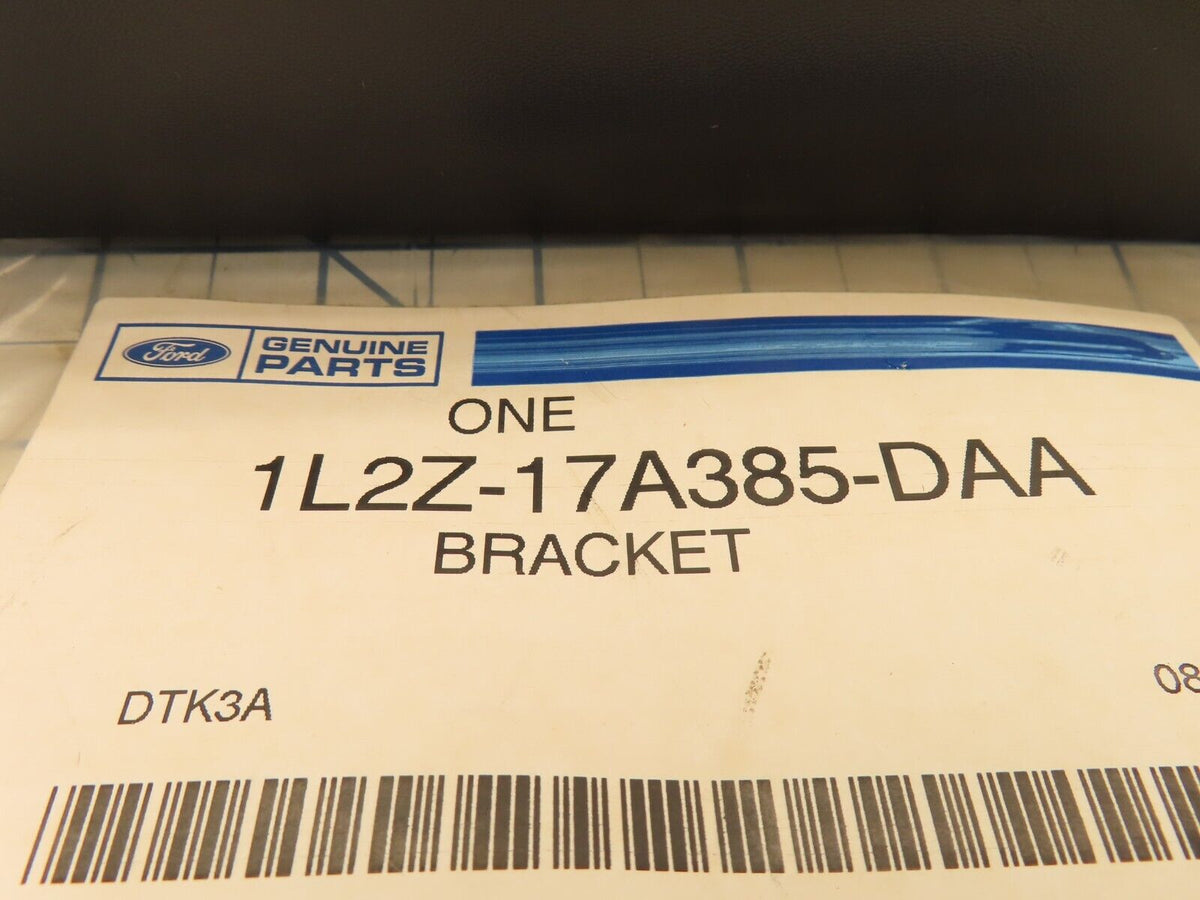 Ford
GENUINE
PARTS
ONE
1L2Z-17A385-DAA
BRACKET
DTK3A
08